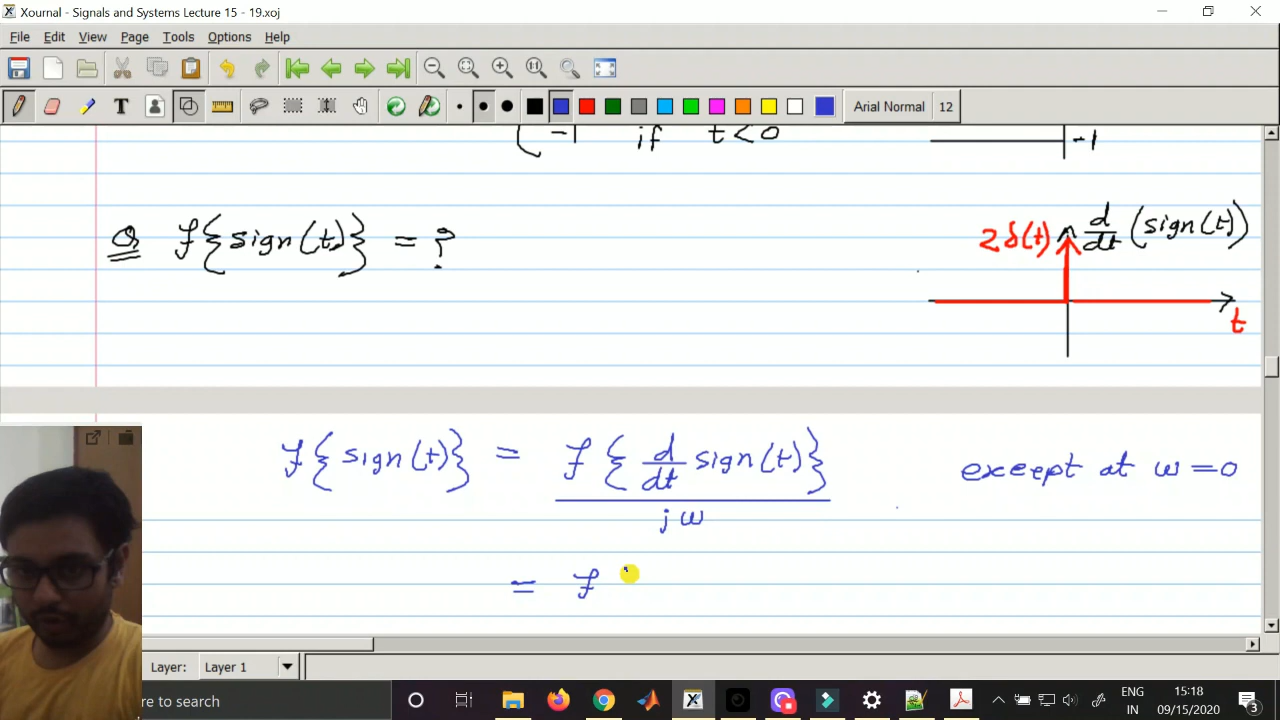 Xournal - Signals and Systems Lecture 15 - 19.xoj
File Edit View Page Tools Options Help
Arial Normal 12
-1 if t < 0
-1
Q F{sign(t)} = ?
2δ(t)
d/dt (sign(t))
t
F{sign(t)} = F{d/dt sign(t)} / jω except at ω = 0
= F
Layer: Layer 1
here to search
ENG
IN
15:18
09/15/2020
3